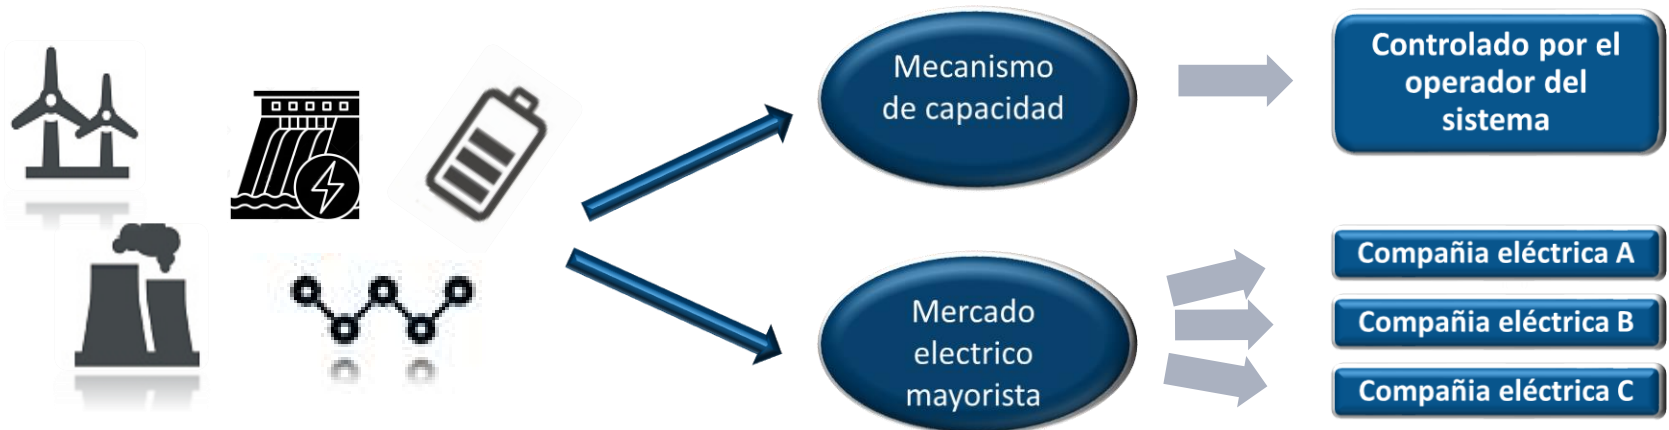 Mecanismo
de capacidad
Controlado por el
operador del
sistema
Mercado
electrico
mayorista
Compañia eléctrica A
Compañia eléctrica B
Compañia eléctrica C